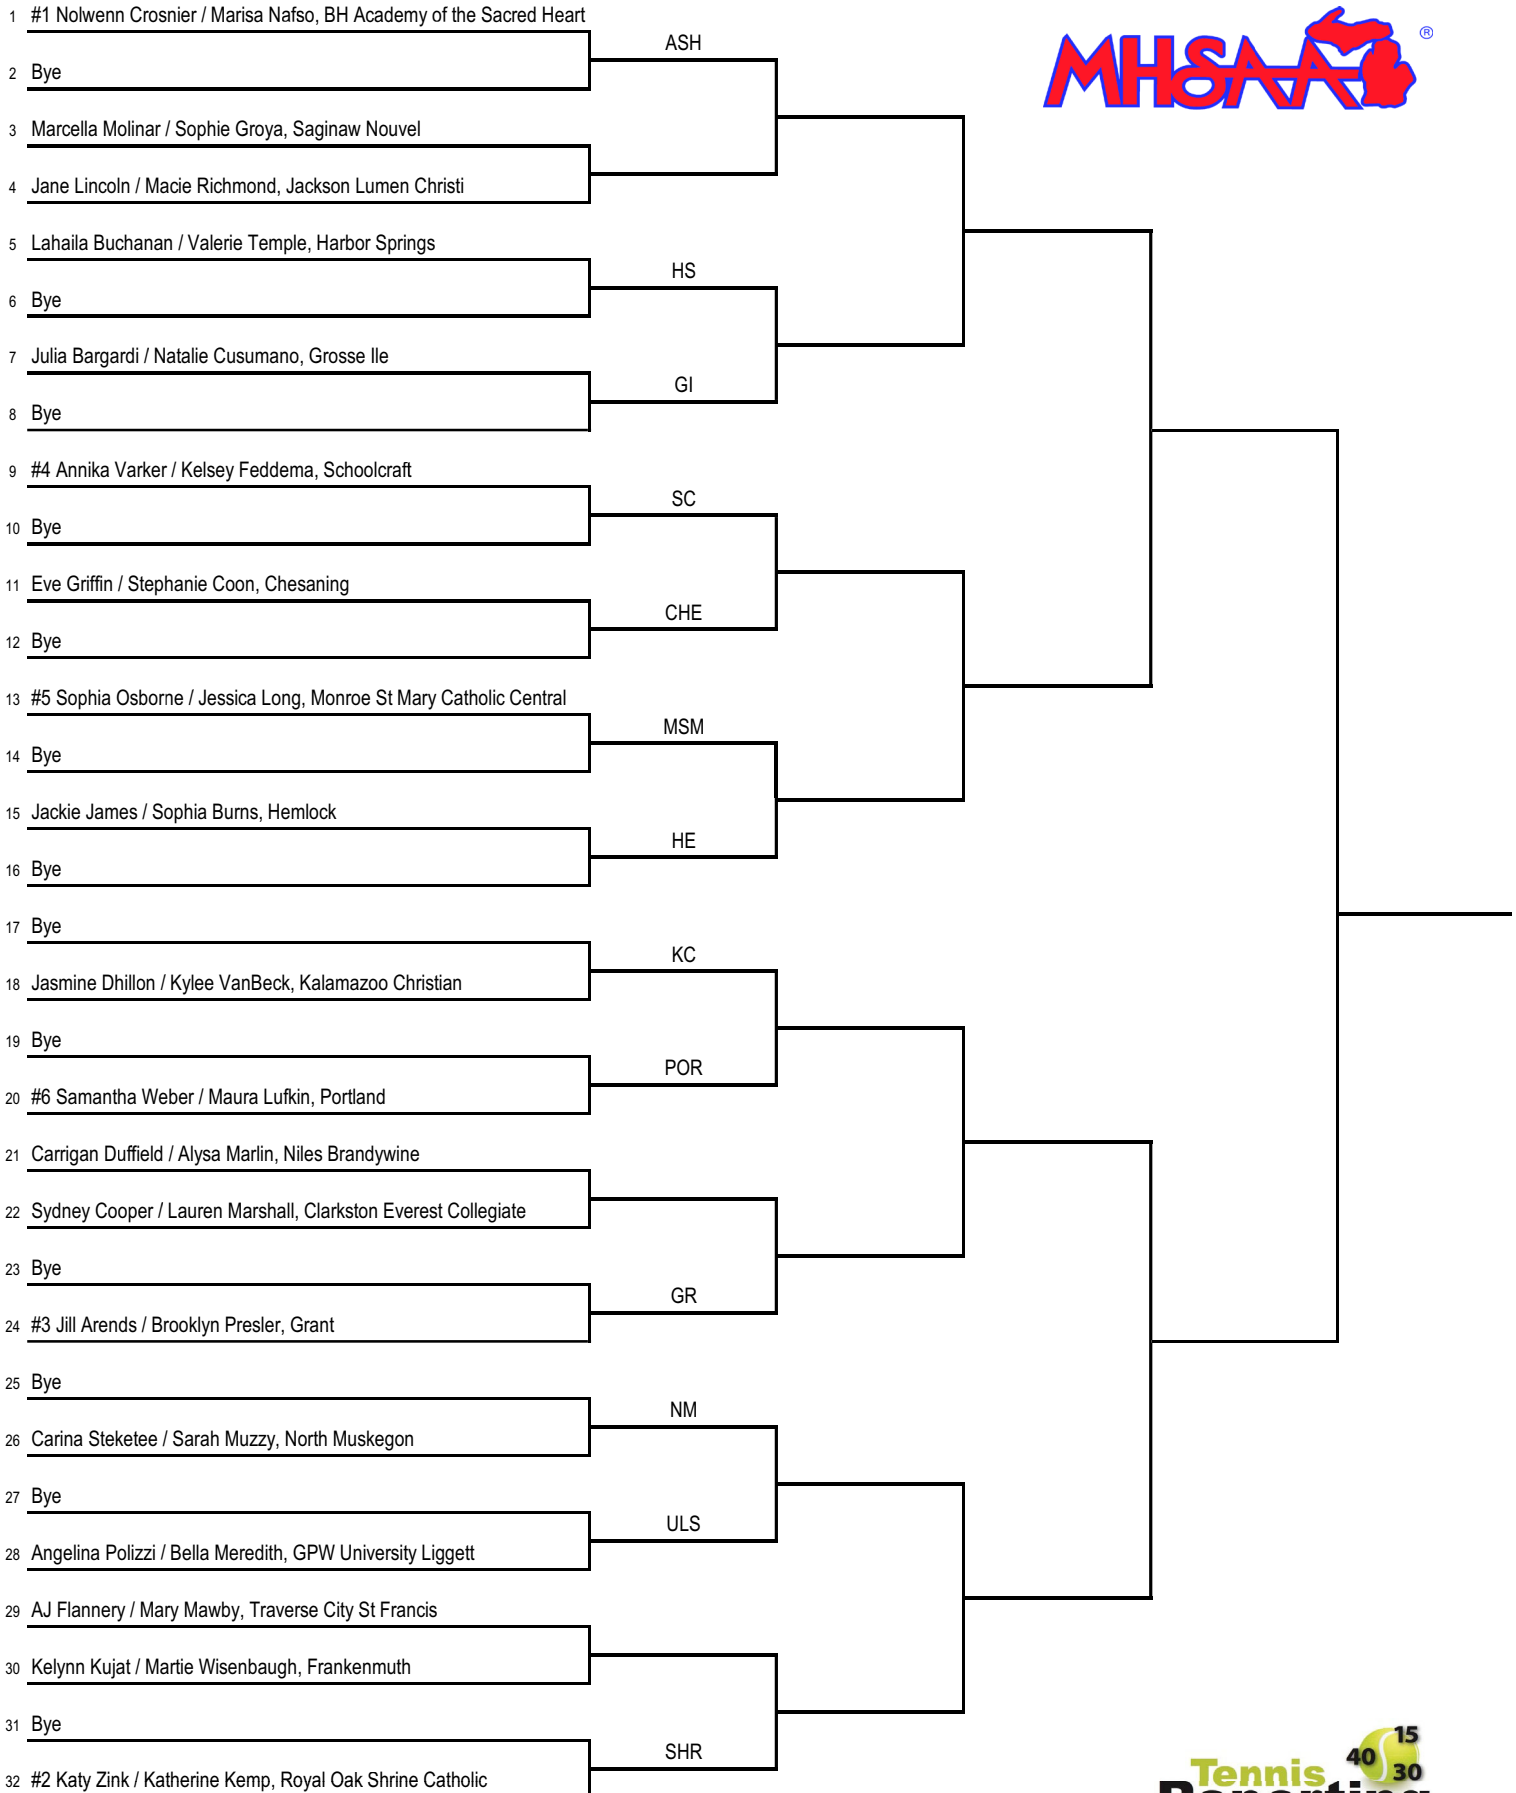 1 #1 Nolwenn Crosnier / Marisa Nafso, BH Academy of the Sacred Heart
ASH
MHSAA ®
2 Bye
3 Marcella Molinar / Sophie Groya, Saginaw Nouvel
4 Jane Lincoln / Macie Richmond, Jackson Lumen Christi
5 Lahaila Buchanan / Valerie Temple, Harbor Springs
HS
6 Bye
7 Julia Bargardi / Natalie Cusumano, Grosse Ile
GI
8 Bye
9 #4 Annika Varker / Kelsey Feddema, Schoolcraft
SC
10 Bye
11 Eve Griffin / Stephanie Coon, Chesaning
CHE
12 Bye
13 #5 Sophia Osborne / Jessica Long, Monroe St Mary Catholic Central
MSM
14 Bye
15 Jackie James / Sophia Burns, Hemlock
HE
16 Bye
17 Bye
KC
18 Jasmine Dhillon / Kylee VanBeck, Kalamazoo Christian
19 Bye
POR
20 #6 Samantha Weber / Maura Lufkin, Portland
21 Carrigan Duffield / Alysa Marlin, Niles Brandywine
22 Sydney Cooper / Lauren Marshall, Clarkston Everest Collegiate
23 Bye
GR
24 #3 Jill Arends / Brooklyn Presler, Grant
25 Bye
NM
26 Carina Steketee / Sarah Muzzy, North Muskegon
27 Bye
ULS
28 Angelina Polizzi / Bella Meredith, GPW University Liggett
29 AJ Flannery / Mary Mawby, Traverse City St Francis
30 Kelynn Kujat / Martie Wisenbaugh, Frankenmuth
31 Bye
SHR
32 #2 Katy Zink / Katherine Kemp, Royal Oak Shrine Catholic
15
40
30
Tennis
Reporting